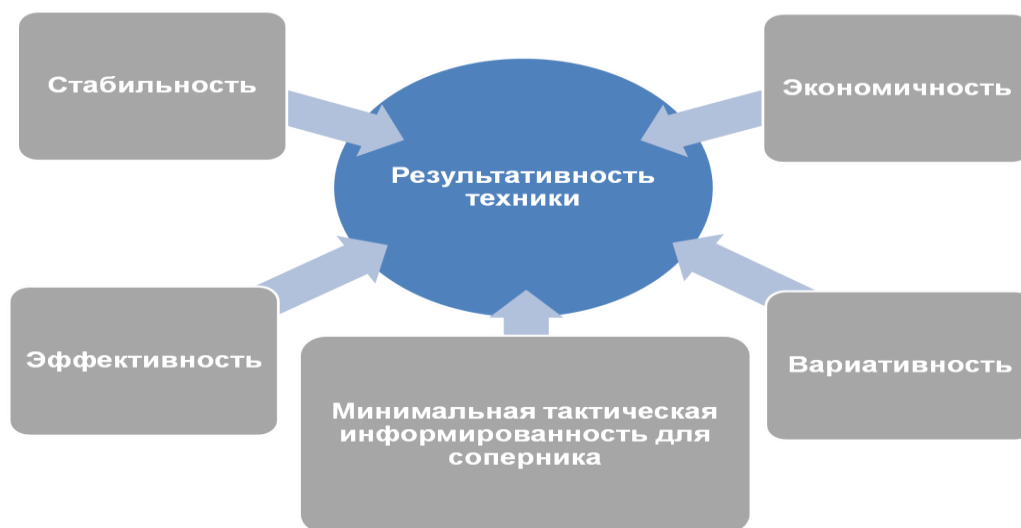 Стабильность
Экономичность
Результативность
техники
Эффективность
Вариативность
Минимальная тактическая
информированность для
соперника